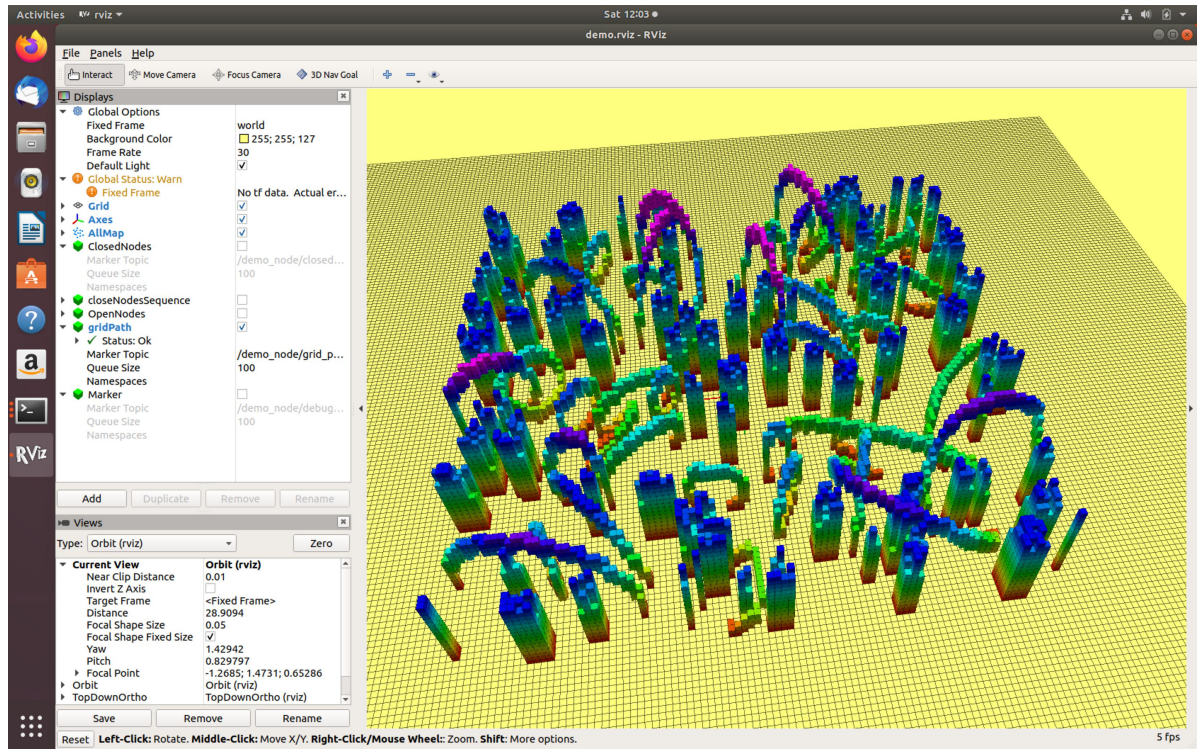 Activities RViz rviz Sat 12:03
demo.rviz - RViz
File Panels Help
Interact Move Camera Focus Camera 3D Nav Goal
Displays
Global Options
Fixed Frame world
Background Color 255; 255; 127
Frame Rate 30
Default Light
Global Status: Warn
Fixed Frame No tf data. Actual er...
Grid
Axes
AllMap
ClosedNodes
Marker Topic /demo_node/closed...
Queue Size 100
Namespaces
closeNodesSequence
OpenNodes
gridPath
Status: Ok
Marker Topic /demo_node/grid_p...
Queue Size 100
Namespaces
Marker
Marker Topic /demo_node/debug...
Queue Size 100
Namespaces
Add Duplicate Remove Rename
Views
Type: Orbit (rviz) Zero
Current View Orbit (rviz)
Near Clip Distance 0.01
Invert Z Axis
Target Frame <Fixed Frame>
Distance 28.9094
Focal Shape Size 0.05
Focal Shape Fixed Size
Yaw 1.42942
Pitch 0.829797
Focal Point -1.2685; 1.4731; 0.65286
Orbit Orbit (rviz)
TopDownOrtho TopDownOrtho (rviz)
Save Remove Rename
Reset Left-Click: Rotate. Middle-Click: Move X/Y. Right-Click/Mouse Wheel:: Zoom. Shift: More options. 5 fps
A
?
a
>_
RViz